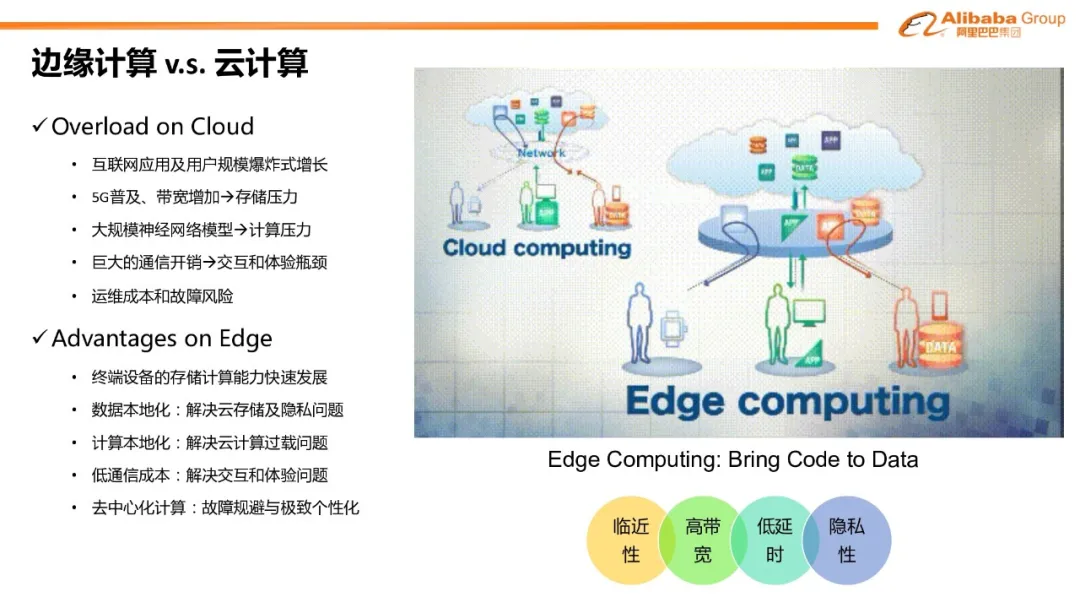 Alibaba Group
阿里巴巴集团
边缘计算 v.s. 云计算
✓Overload on Cloud
• 互联网应用及用户规模爆炸式增长
• 5G普及、带宽增加→存储压力
• 大规模神经网络模型→计算压力
• 巨大的通信开销→交互和体验瓶颈
• 运维成本和故障风险
✓Advantages on Edge
• 终端设备的存储计算能力快速发展
• 数据本地化：解决云存储及隐私问题
• 计算本地化：解决云计算过载问题
• 低通信成本：解决交互和体验问题
• 去中心化计算：故障规避与极致个性化
Network
APP
DATA
Cloud computing
APP
APP
APP
DATA
APP
DATA
APP
DATA
Edge computing
Edge Computing: Bring Code to Data
临近
性
高带
宽
低延
时
隐私
性